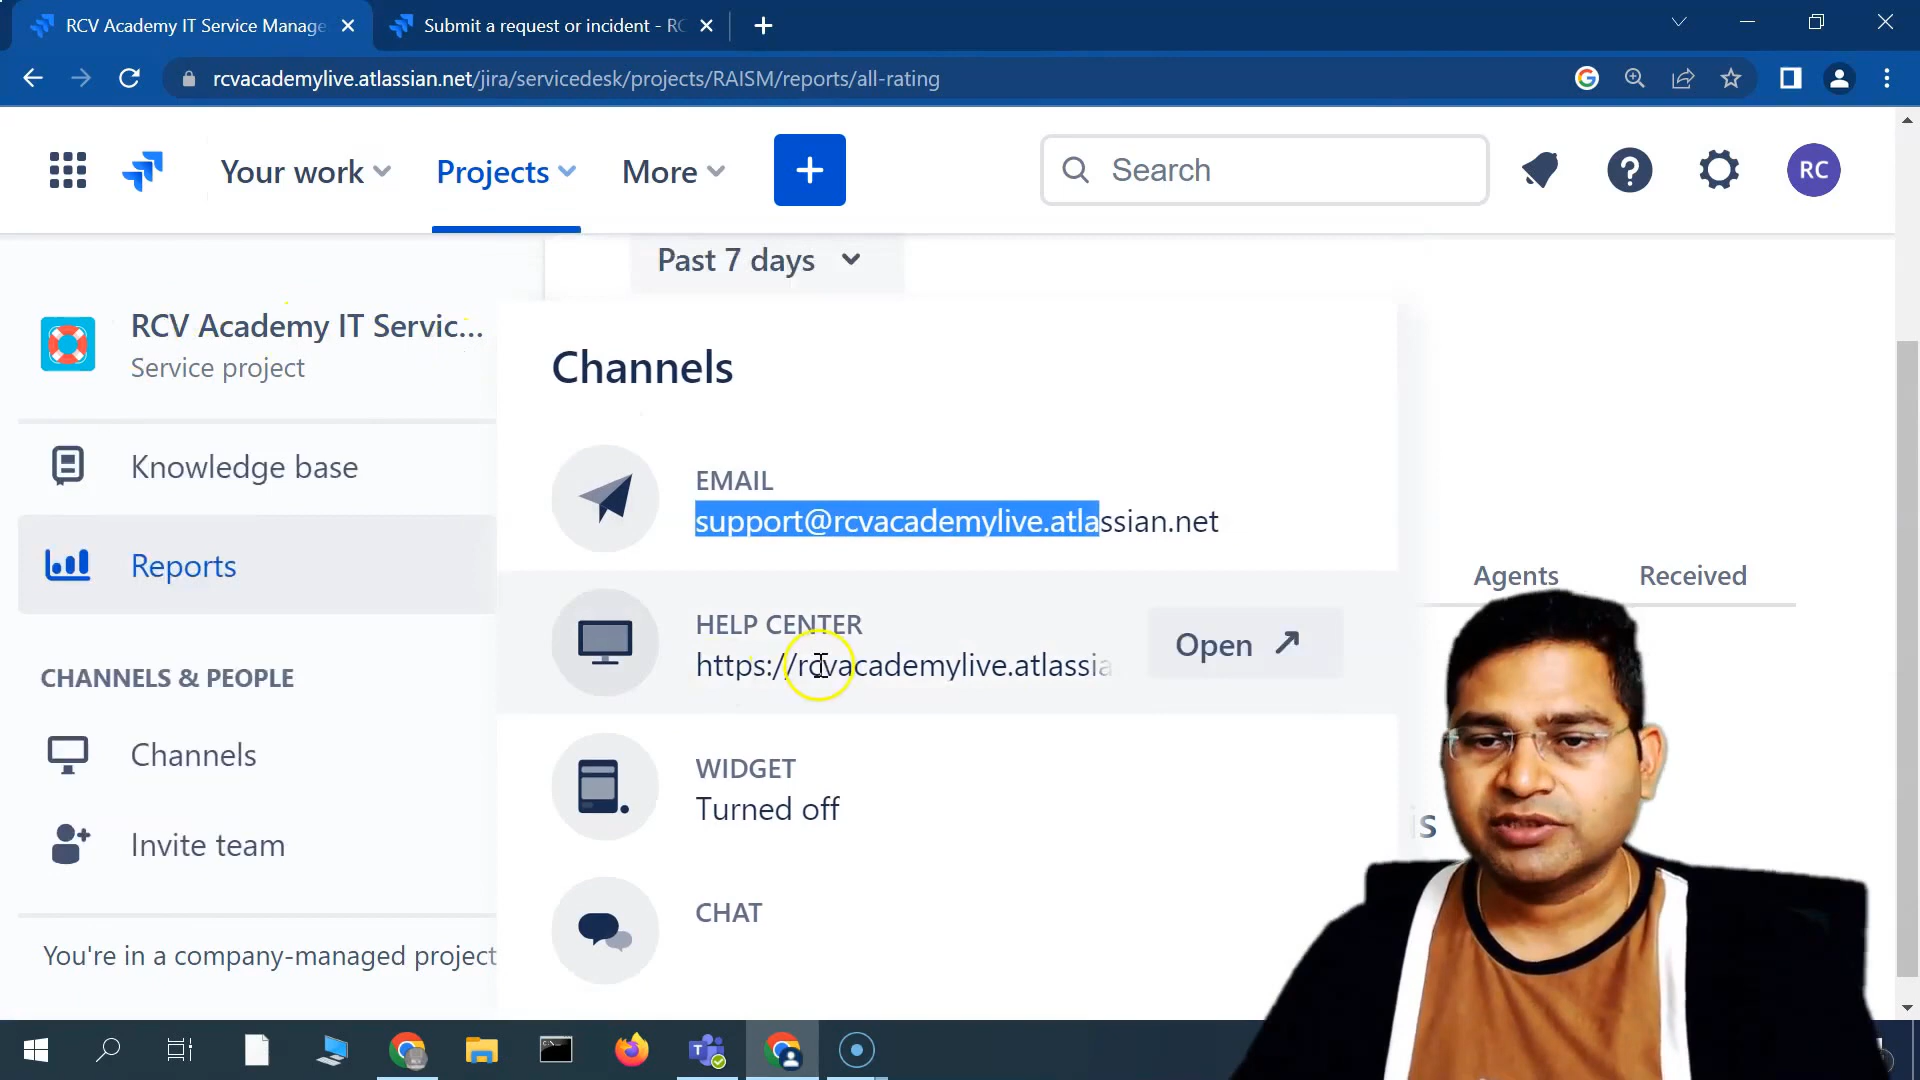 RCV Academy IT Service Manage
Submit a request or incident - RC
rcvacademylive.atlassian.net/jira/servicedesk/projects/RAISM/reports/all-rating
Your work
Projects
More
Search
RC
Past 7 days
RCV Academy IT Servic...
Service project
Knowledge base
Reports
CHANNELS & PEOPLE
Channels
Invite team
You're in a company-managed project
Channels
EMAIL
support@rcvacademylive.atlassian.net
HELP CENTER
https://rcvacademylive.atlassia
Open
WIDGET
Turned off
CHAT
Agents
Received
is